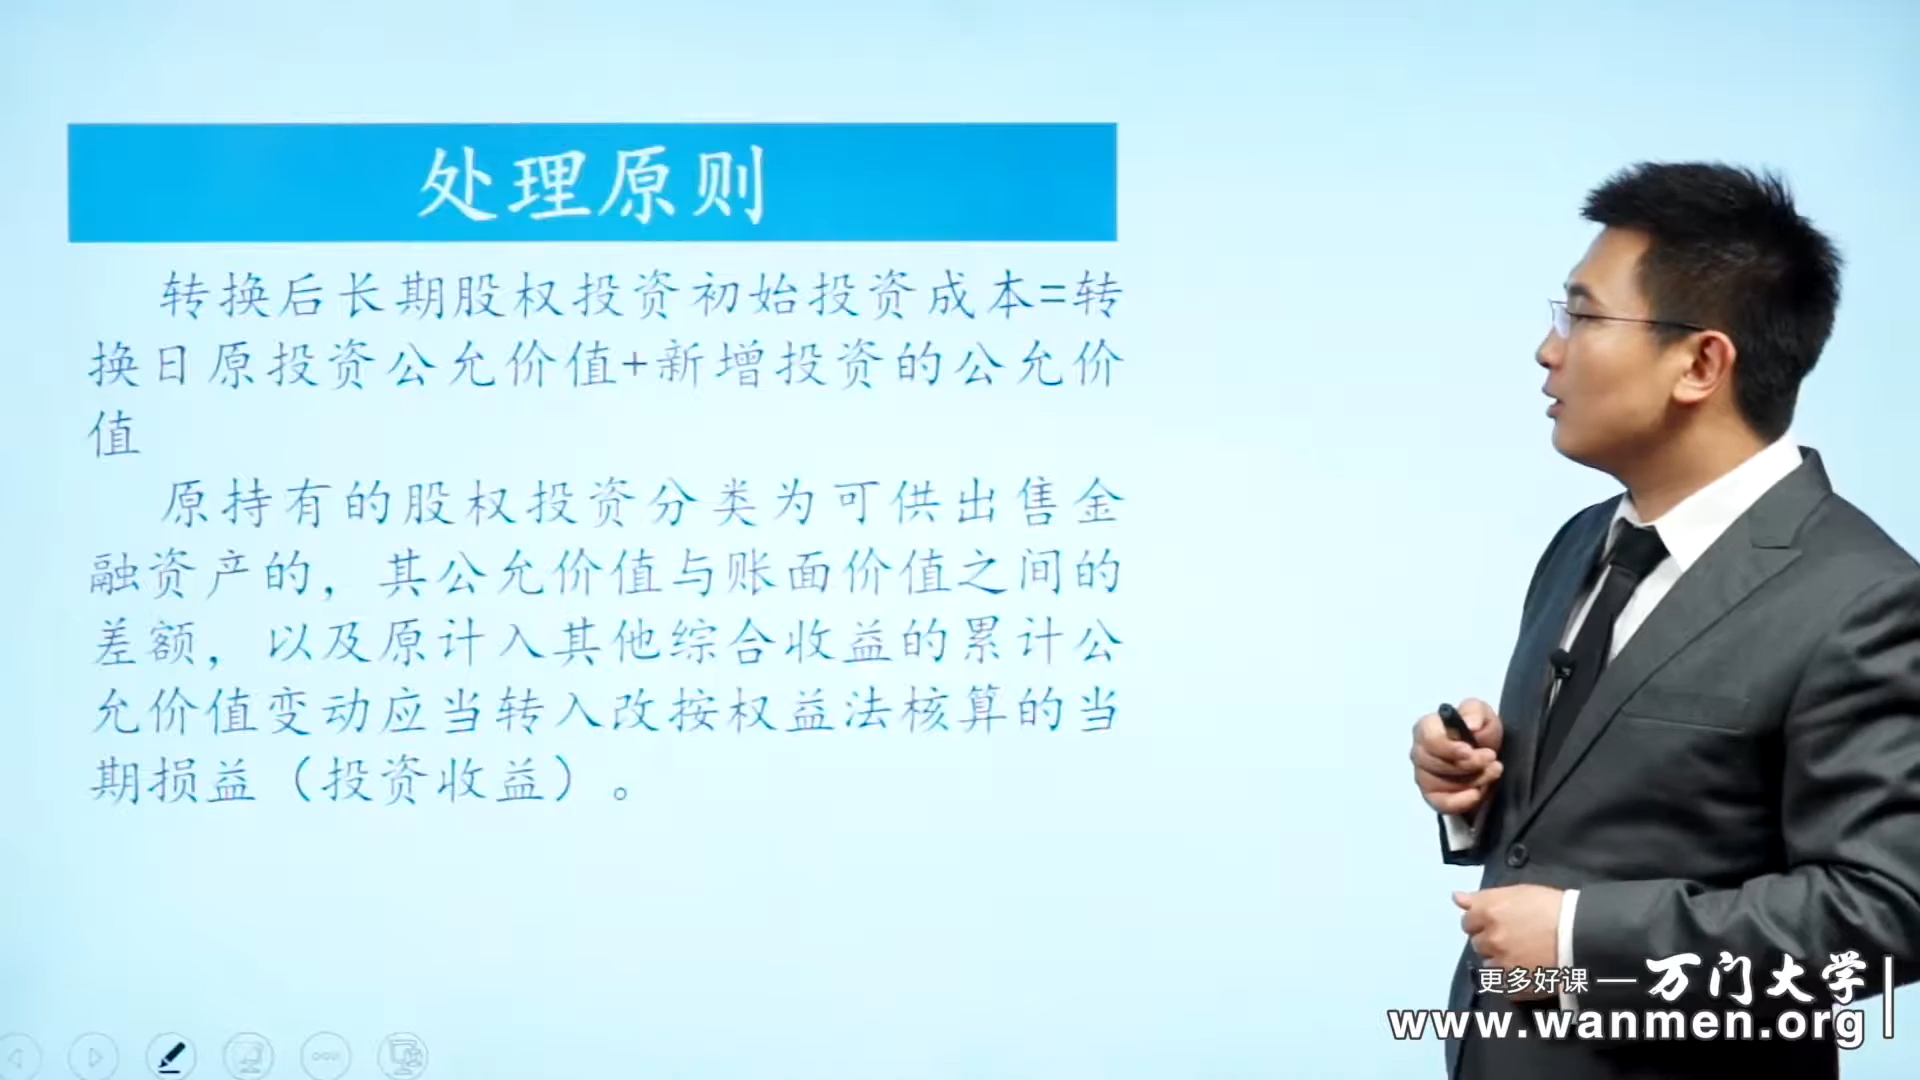 处理原则
转换后长期股权投资初始投资成本=转
换日原投资公允价值+新增投资的公允价
值
原持有的股权投资分类为可供出售金
融资产的，其公允价值与账面价值之间的
差额，以及原计入其他综合收益的累计公
允价值变动应当转入改按权益法核算的当
期损益（投资收益）。
更多好课 — 万门大学
www.wanmen.org